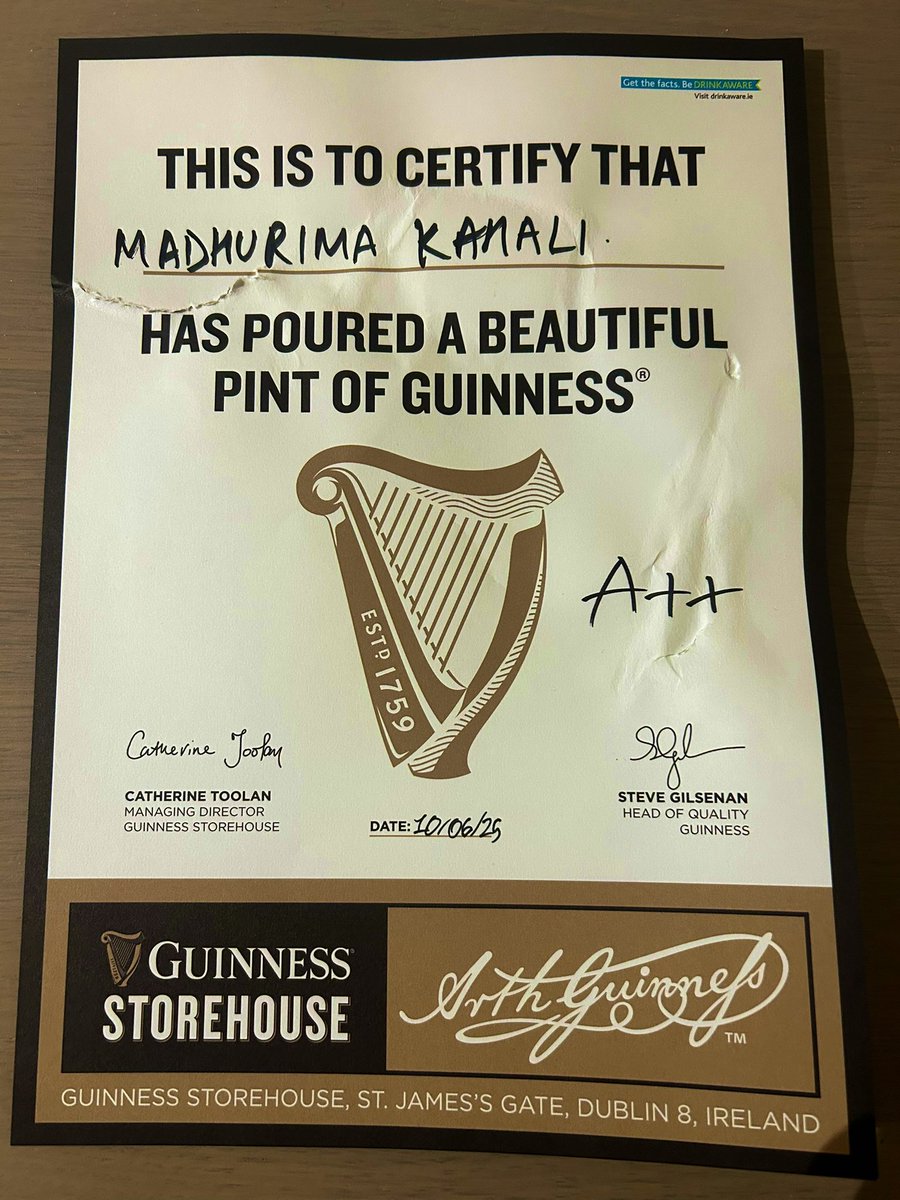 Get the facts. Be DRINKAWARE
Visit drinkaware.ie
THIS IS TO CERTIFY THAT
MADHURIMA KAMALI.
HAS POURED A BEAUTIFUL
PINT OF GUINNESS®
ESTD 1759
A++
Catherine Toolan
CATHERINE TOOLAN
MANAGING DIRECTOR
GUINNESS STOREHOUSE
STEVE GILSENAN
HEAD OF QUALITY
GUINNESS
DATE: 10/06/25
GUINNESS®
STOREHOUSE
Arth Guinness
TM
GUINNESS STOREHOUSE, ST. JAMES'S GATE, DUBLIN 8, IRELAND